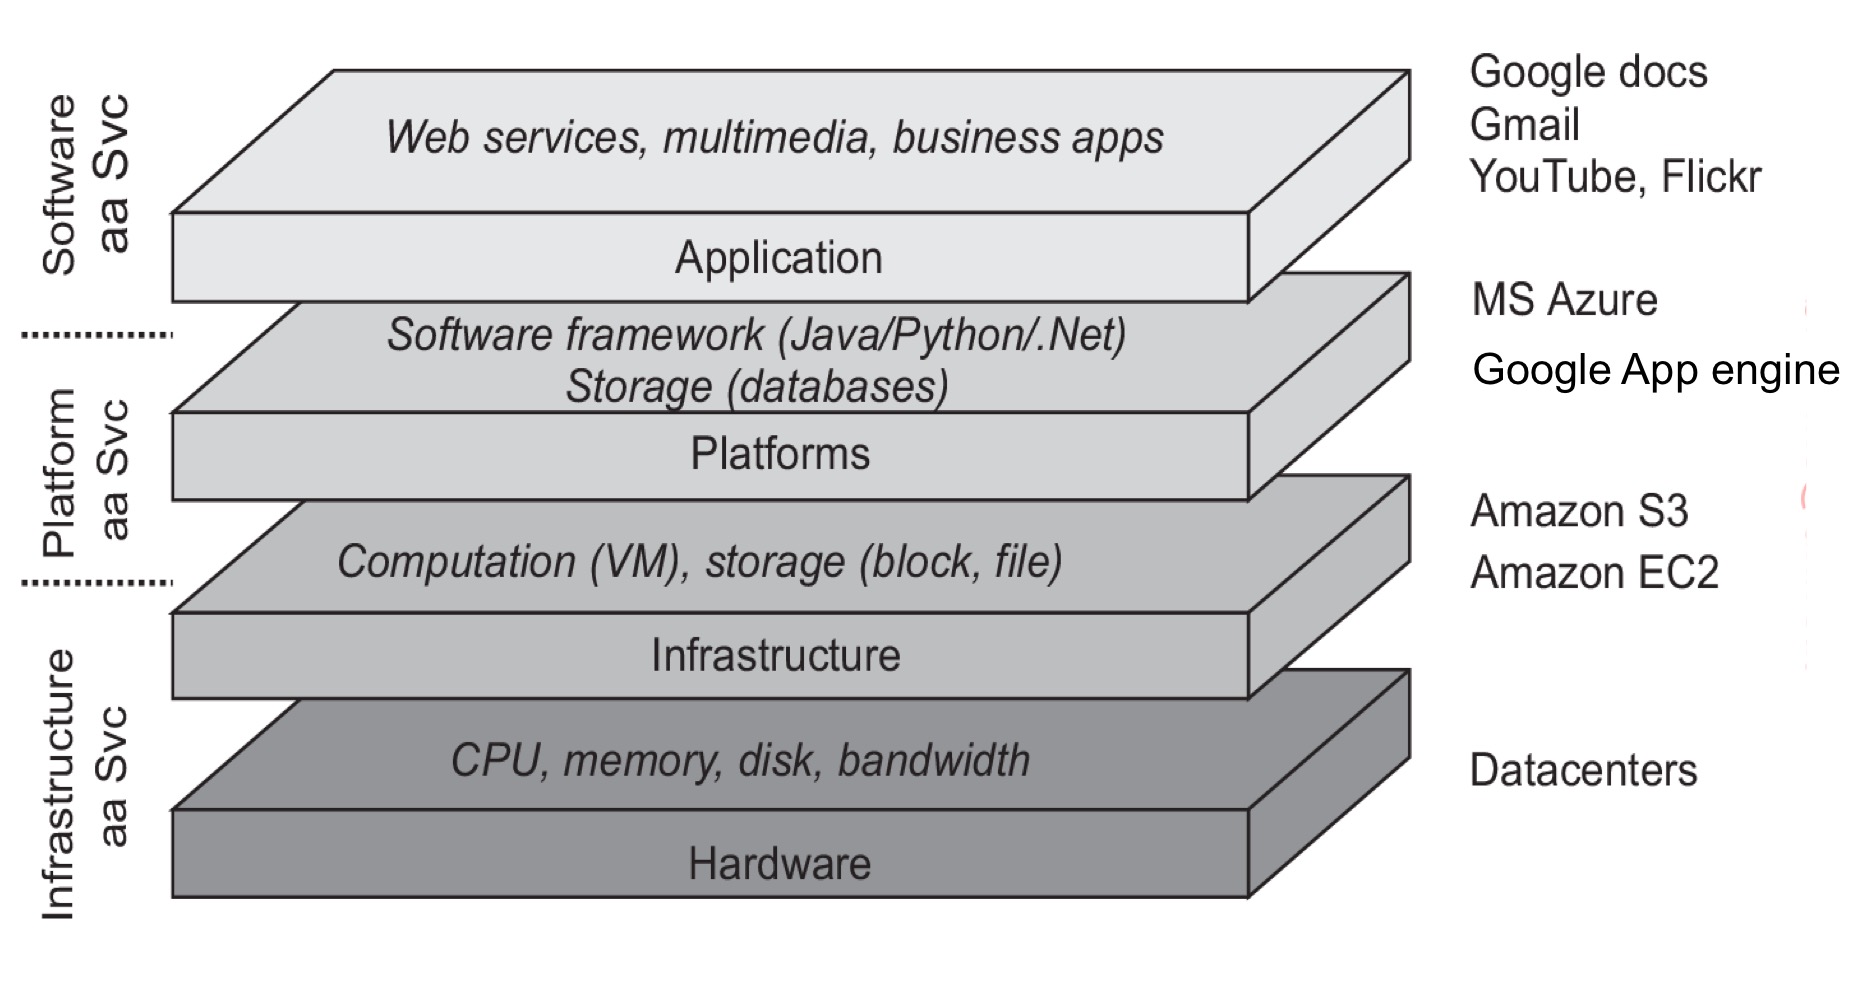 Software
aa Svc
Web services, multimedia, business apps
Application
Google docs
Gmail
YouTube, Flickr
Platform
aa Svc
Software framework (Java/Python/.Net)
Storage (databases)
Platforms
MS Azure
Google App engine
Infrastructure
aa Svc
Computation (VM), storage (block, file)
Infrastructure
Amazon S3
Amazon EC2
CPU, memory, disk, bandwidth
Hardware
Datacenters